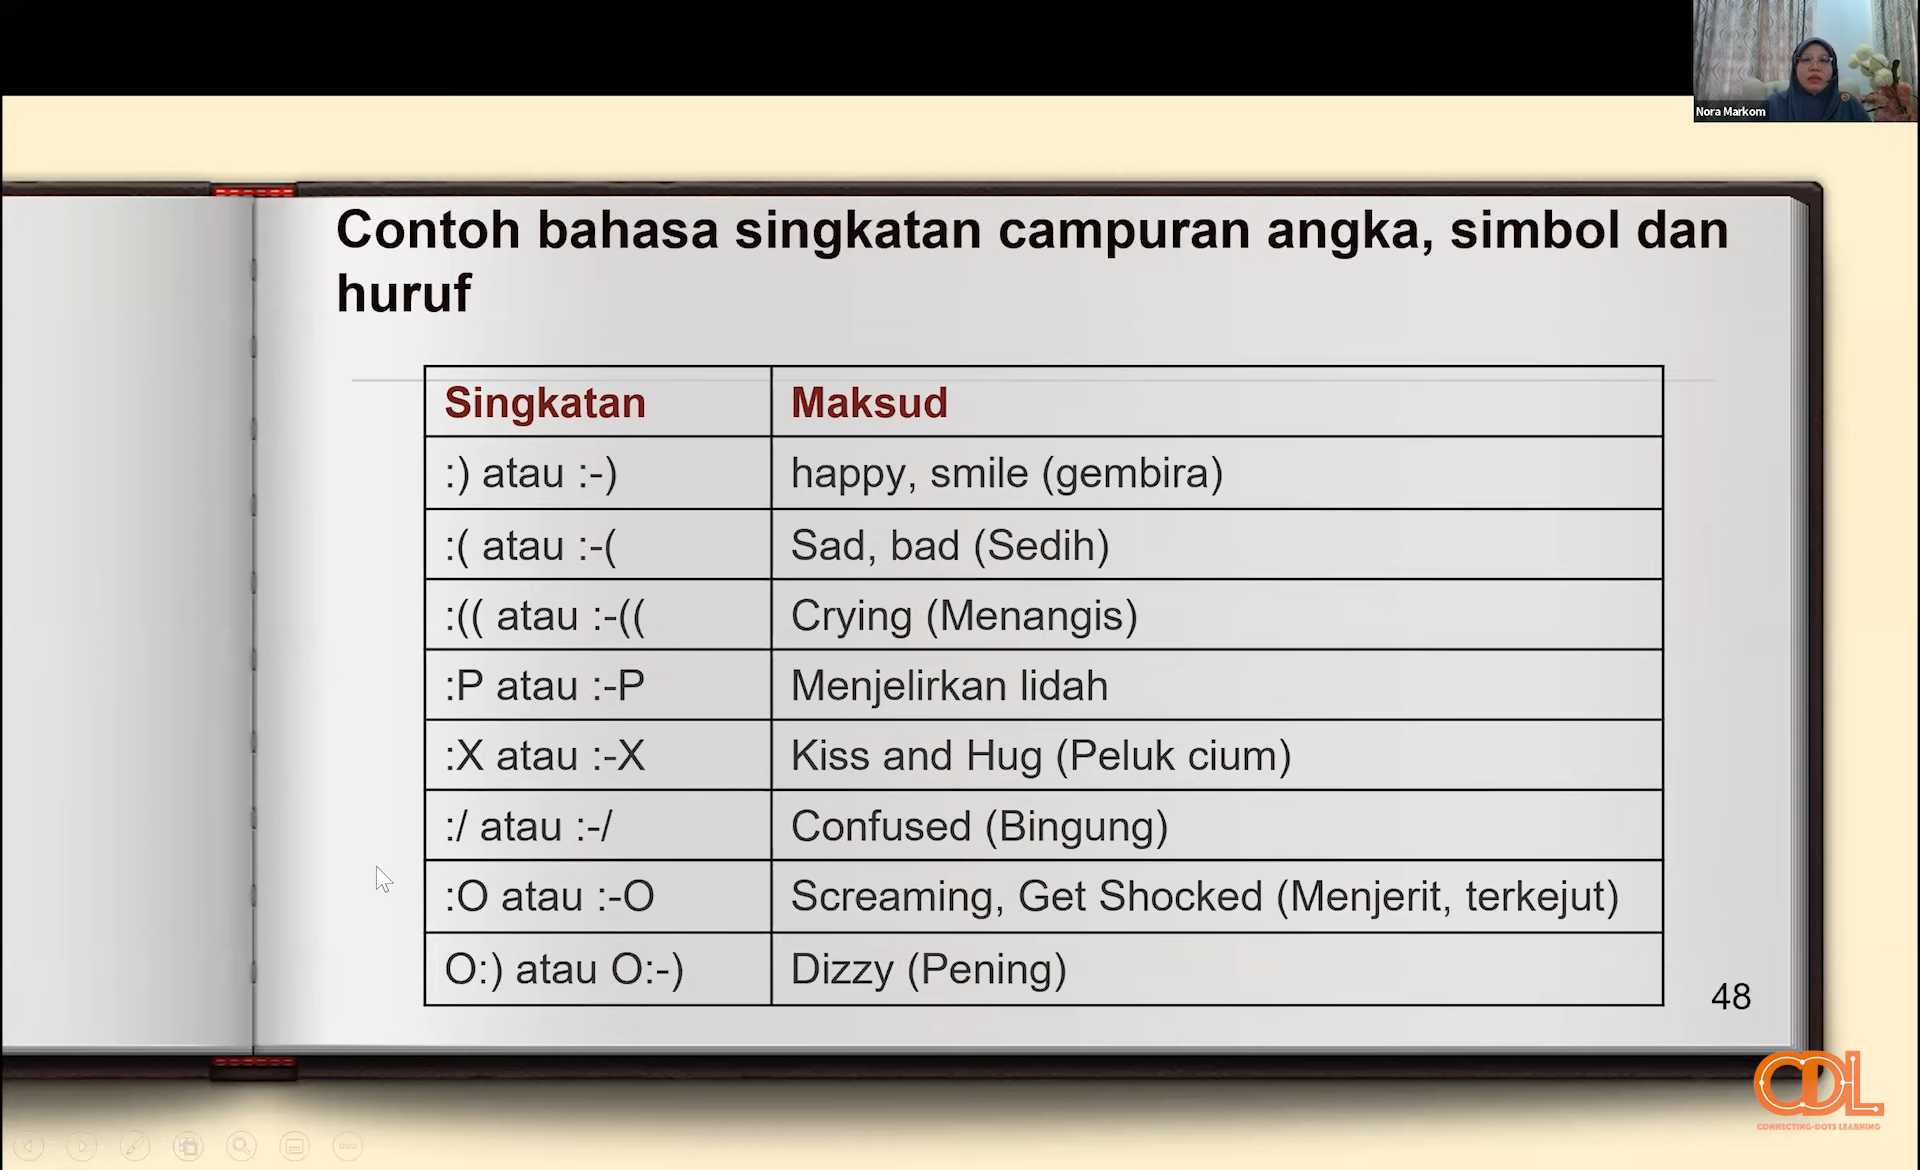 Nora Markom
Contoh bahasa singkatan campuran angka, simbol dan
huruf
Singkatan Maksud
:) atau :-) happy, smile (gembira)
:( atau :-( Sad, bad (Sedih)
:(( atau :-(( Crying (Menangis)
:P atau :-P Menjelirkan lidah
:X atau :-X Kiss and Hug (Peluk cium)
:/ atau :-/ Confused (Bingung)
:O atau :-O Screaming, Get Shocked (Menjerit, terkejut)
O:) atau O:-) Dizzy (Pening)
48
CDL
CONNECTING-DOTS LEARNING